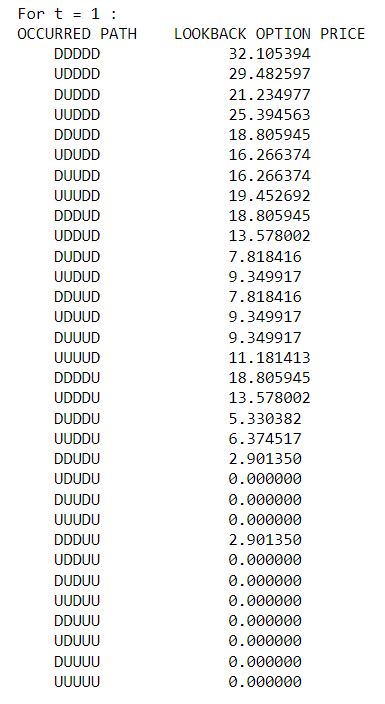 For t = 1 :
OCCURRED PATH    LOOKBACK OPTION PRICE
DDDDD    32.105394
UDDDD    29.482597
DUDDD    21.234977
UUDDD    25.394563
DDUDD    18.805945
UDUDD    16.266374
DUUDD    16.266374
UUUDD    19.452692
DDDUD    18.805945
UDDUD    13.578002
DUDUD    7.818416
UUDUD    9.349917
DDUUD    7.818416
UDUUD    9.349917
DUUUD    9.349917
UUUUD    11.181413
DDDDU    18.805945
UDDDU    13.578002
DUDDU    5.330382
UUDDU    6.374517
DDUDU    2.901350
UDUDU    0.000000
DUUDU    0.000000
UUUDU    0.000000
DDDUU    2.901350
UDDUU    0.000000
DUDUU    0.000000
UUDUU    0.000000
DDUUU    0.000000
UDUUU    0.000000
DUUUU    0.000000
UUUUU    0.000000